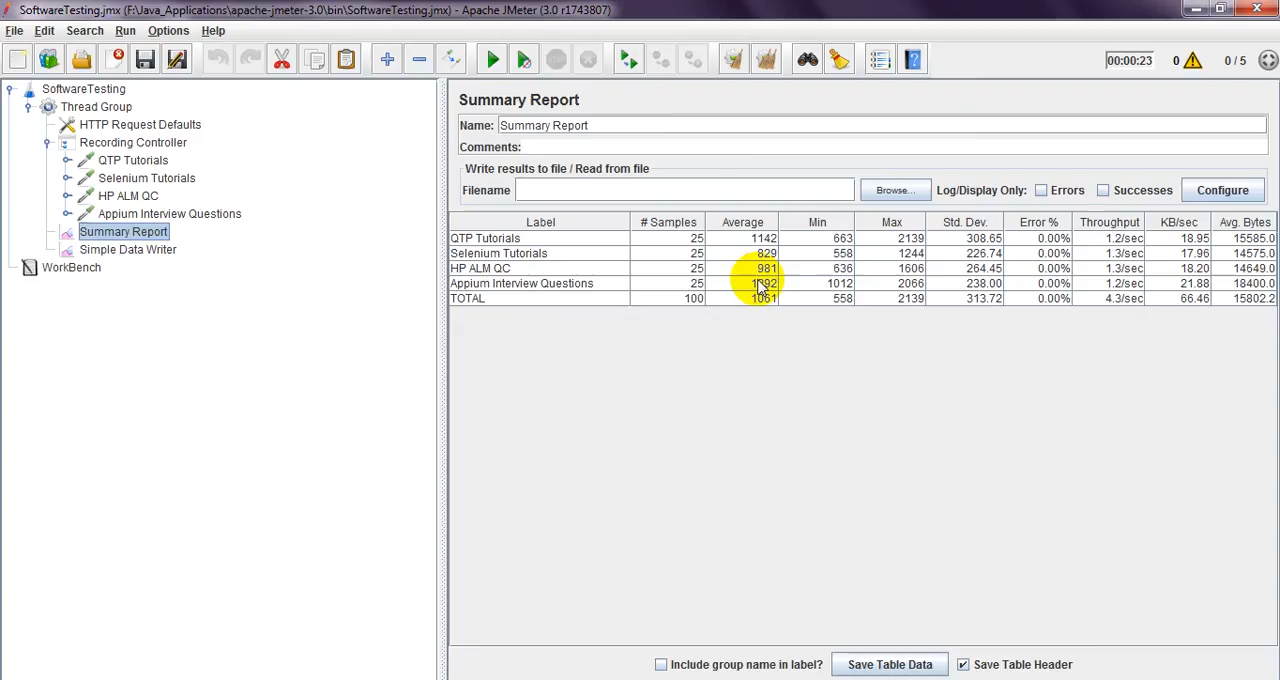 SoftwareTesting.jmx (F:\Java_Applications\apache-jmeter-3.0\bin\SoftwareTesting.jmx) - Apache JMeter (3.0 r1743807)
File Edit Search Run Options Help
00:00:23 0 0 / 5
SoftwareTesting
Thread Group
HTTP Request Defaults
Recording Controller
QTP Tutorials
Selenium Tutorials
HP ALM QC
Appium Interview Questions
Summary Report
Simple Data Writer
WorkBench
Summary Report
Name: Summary Report
Comments:
Write results to file / Read from file
Filename Browse... Log/Display Only: Errors Successes Configure
Label # Samples Average Min Max Std. Dev. Error % Throughput KB/sec Avg. Bytes
QTP Tutorials 25 1142 663 2139 308.65 0.00% 1.2/sec 18.95 15585.0
Selenium Tutorials 25 829 558 1244 226.74 0.00% 1.3/sec 17.96 14575.0
HP ALM QC 25 981 636 1606 264.45 0.00% 1.3/sec 18.20 14649.0
Appium Interview Questions 25 1012 2066 238.00 0.00% 1.2/sec 21.88 18400.0
TOTAL 100 1061 558 2139 313.72 0.00% 4.3/sec 66.46 15802.2
Include group name in label? Save Table Data Save Table Header